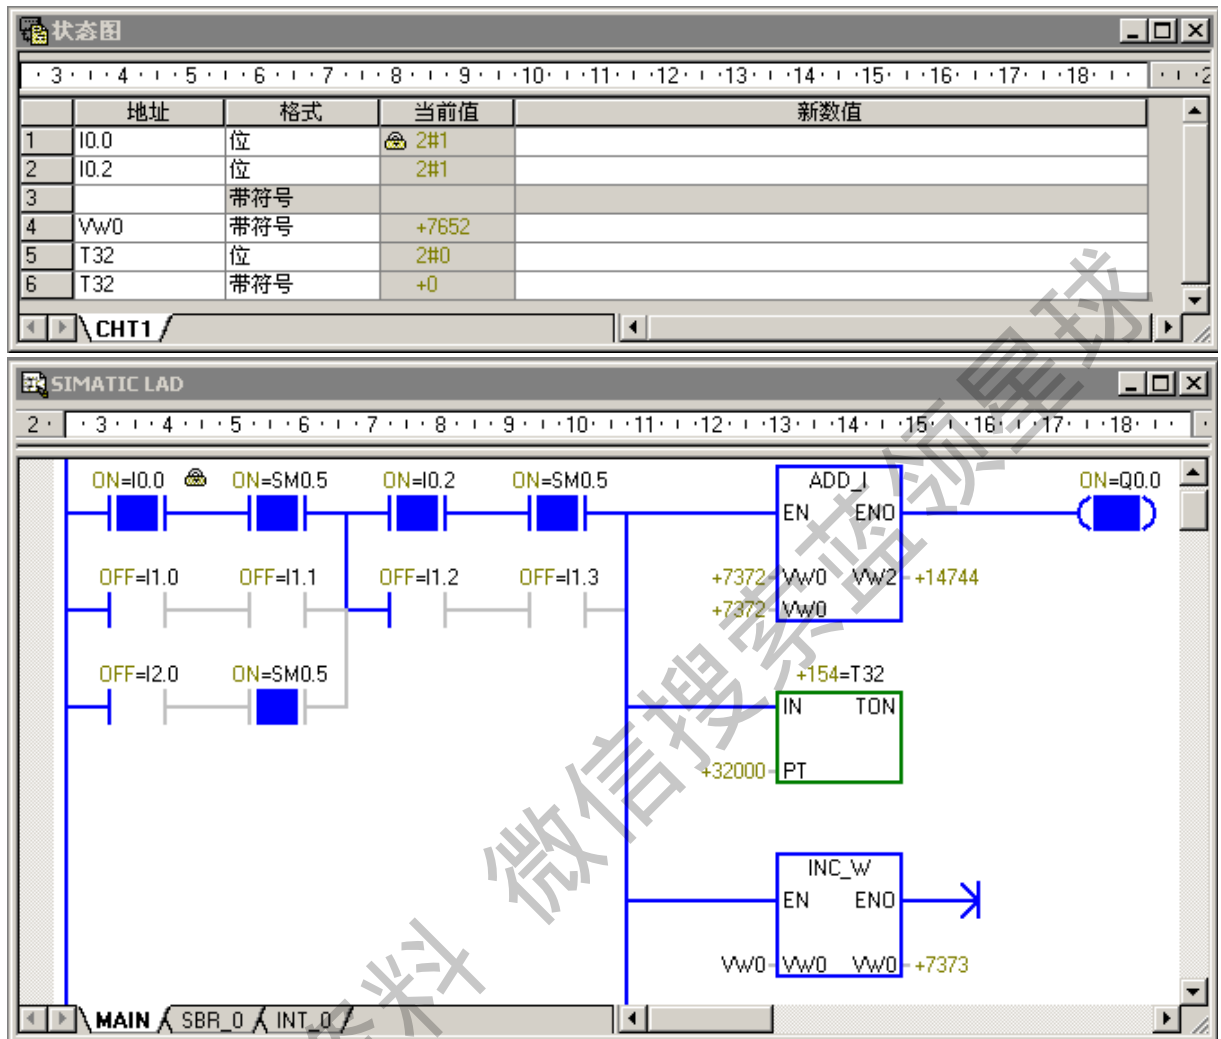 状态图
· 3 · ı · 4 · ı · 5 · ı · 6 · ı · 7 · ı · 8 · ı · 9 · ı · 10 · ı · 11 · ı · 12 · ı · 13 · ı · 14 · ı · 15 · ı · 16 · ı · 17 · ı · 18 · ı · · ı · 2
地址 格式 当前值 新数值
1 I0.0 位 2#1
2 I0.2 位 2#1
3 带符号
4 VW0 带符号 +7652
5 T32 位 2#0
6 T32 带符号 +0
CHT1
SIMATIC LAD
2 · · 3 · ı · 4 · ı · 5 · ı · 6 · ı · 7 · ı · 8 · ı · 9 · ı · 10 · ı · 11 · ı · 12 · ı · 13 · ı · 14 · ı · 15 · ı · 16 · ı · 17 · ı · 18 · ı ·
ON=I0.0 ON=SM0.5 ON=I0.2 ON=SM0.5 ADD_I ON=Q0.0
EN ENO
OFF=I1.0 OFF=I1.1 OFF=I1.2 OFF=I1.3 +7372 VW0 VW2 +14744
+7372 VW0
OFF=I2.0 ON=SM0.5 +154=T32
IN TON
+32000 PT
INC_W
EN ENO
VW0 VW0 VW0 +7373
MAIN SBR_0 INT_0
资料 微信搜索蓝领星球